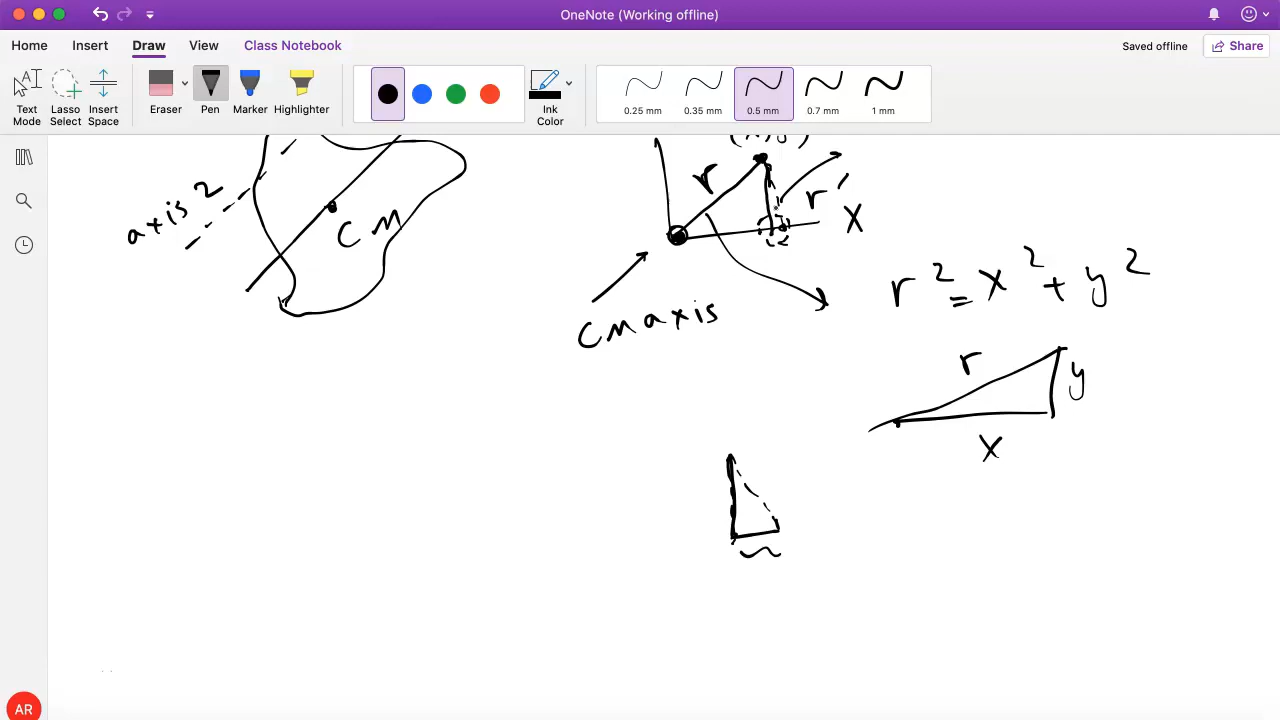 OneNote (Working offline)
Home Insert Draw View Class Notebook
Saved offline
Share
Text Mode
Lasso Select
Insert Space
Eraser
Pen
Marker
Highlighter
Ink Color
0.25 mm
0.35 mm
0.5 mm
0.7 mm
1 mm
axis 2
CM
r
r'
X
CM axis
r² = x² + y²
r
y
x
AR